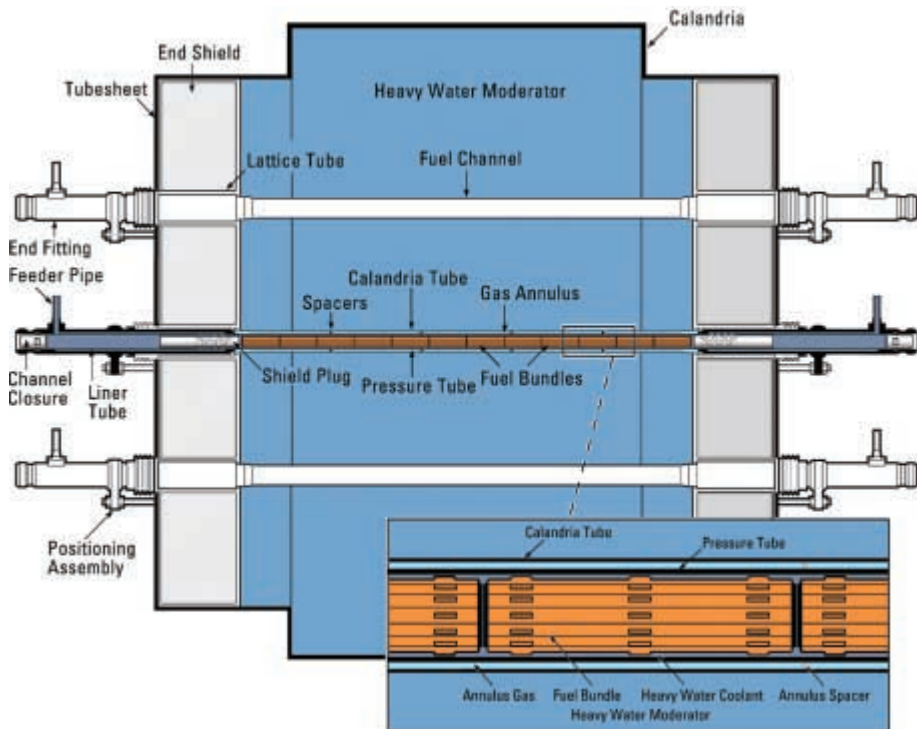 Calandria
End Shield
Tubesheet
Heavy Water Moderator
Lattice Tube
Fuel Channel
End Fitting
Feeder Pipe
Calandria Tube
Gas Annulus
Spacers
Channel
Closure
Liner
Tube
Shield Plug
Pressure Tube
Fuel Bundles
Positioning
Assembly
Calandria Tube
Pressure Tube
Annulus Gas
Fuel Bundle
Heavy Water Coolant
Annulus Spacer
Heavy Water Moderator